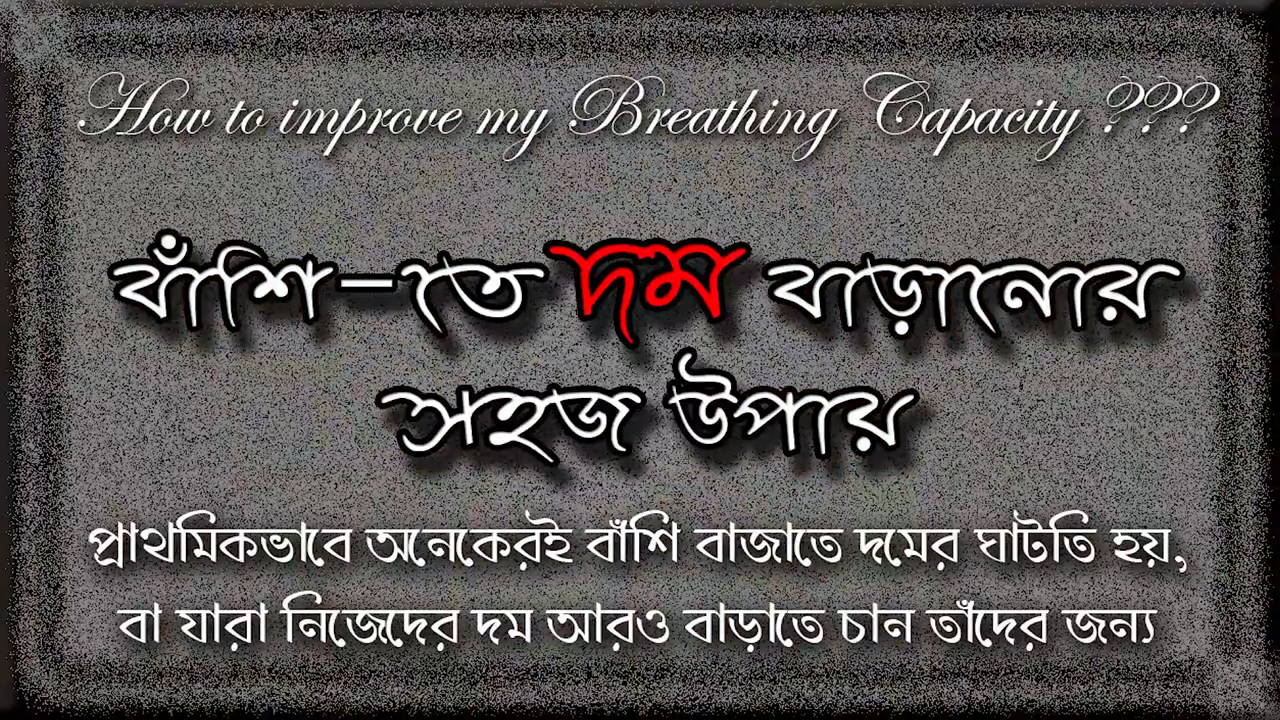 How to improve my Breathing Capacity ???
বাঁশি-তে দম বাড়ানোর
সহজ উপায়
প্রাথমিকভাবে অনেকেরই বাঁশি বাজাতে দমের ঘাটতি হয়,
বা যারা নিজেদের দম আরও বাড়াতে চান তাঁদের জন্য